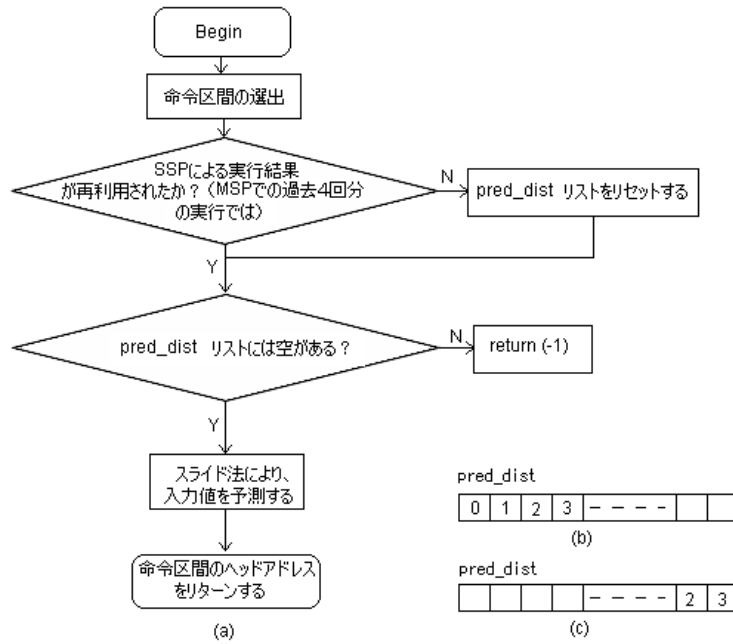 Begin
命令区間の選出
SSPによる実行結果
が再利用されたか？（MSPでの過去４回分
の実行では）
N
pred_dist リストをリセットする
Y
pred_dist リストには空がある？
N
return (-1)
Y
スライド法により、
入力値を予測する
命令区間のヘッドアドレス
をリターンする
(a)
pred_dist
0 1 2 3 ----
(b)
pred_dist
---- 2 3
(c)